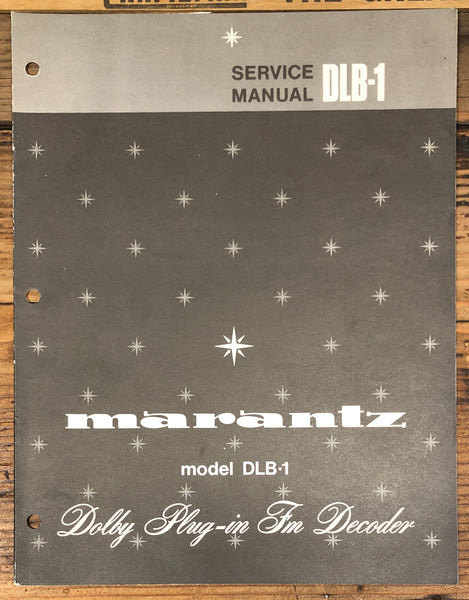 SERVICE
MANUAL DLB-1
marantz
model DLB-1
Dolby Plug-in Fm Decoder